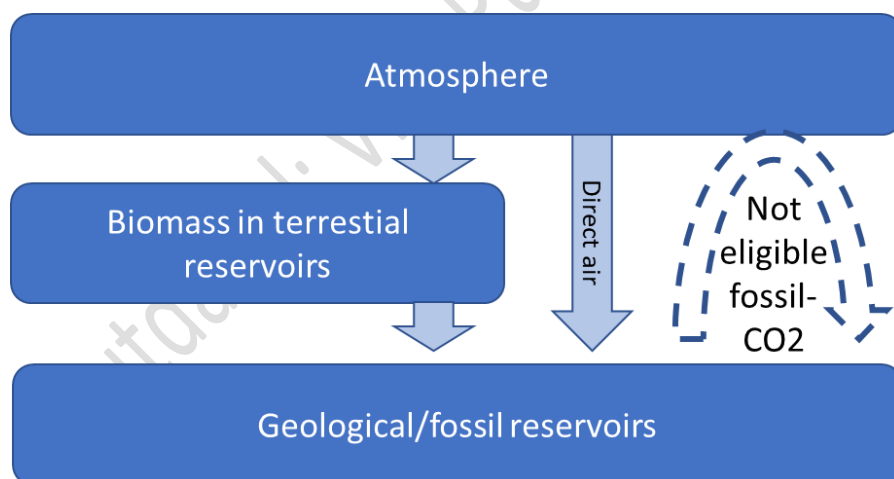 Atmosphere
Biomass in terrestial
reservoirs
Direct air
Not
eligible
fossil-
CO2
Geological/fossil reservoirs